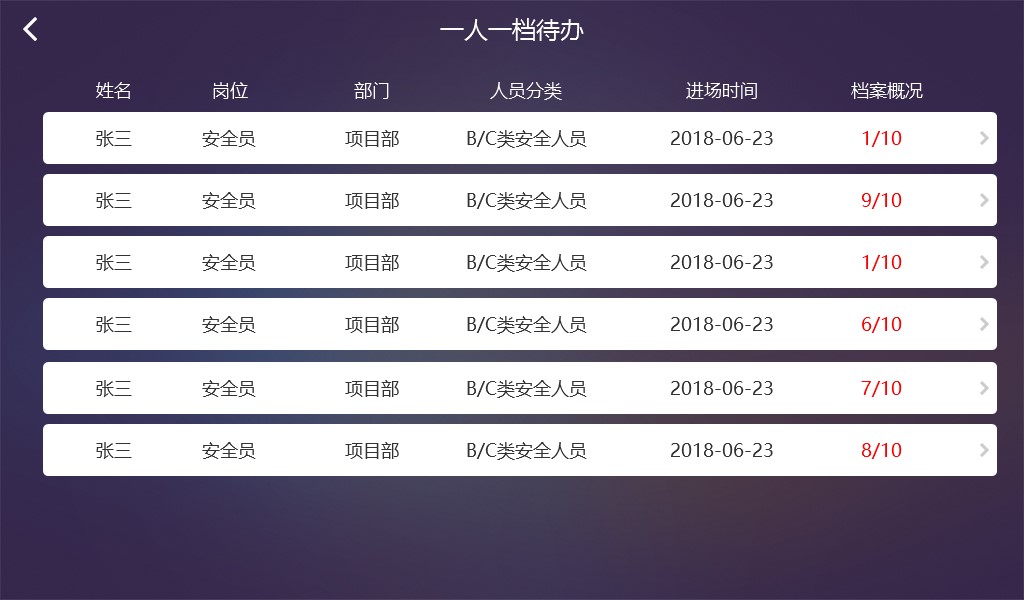 一人一档待办
姓名 岗位 部门 人员分类 进场时间 档案概况
张三 安全员 项目部 B/C类安全人员 2018-06-23 1/10
张三 安全员 项目部 B/C类安全人员 2018-06-23 9/10
张三 安全员 项目部 B/C类安全人员 2018-06-23 1/10
张三 安全员 项目部 B/C类安全人员 2018-06-23 6/10
张三 安全员 项目部 B/C类安全人员 2018-06-23 7/10
张三 安全员 项目部 B/C类安全人员 2018-06-23 8/10